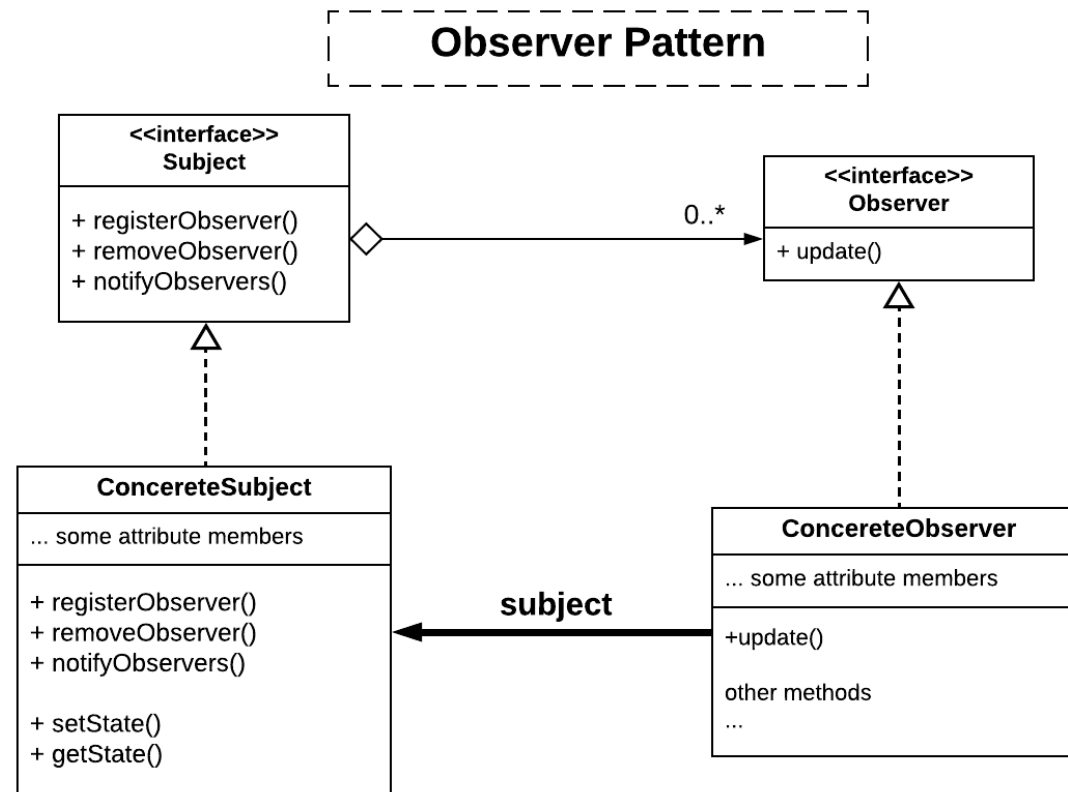 Observer Pattern
<<interface>>
Subject
+ registerObserver()
+ removeObserver()
+ notifyObservers()
0..*
<<interface>>
Observer
+ update()
ConcereteSubject
... some attribute members
+ registerObserver()
+ removeObserver()
+ notifyObservers()
+ setState()
+ getState()
subject
ConcereteObserver
... some attribute members
+update()
other methods
...